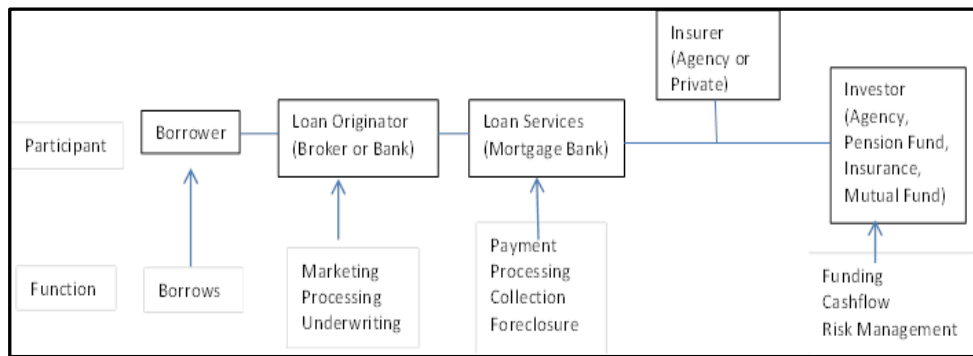 Insurer
(Agency or
Private)
Investor
(Agency,
Pension Fund,
Insurance,
Mutual Fund)
Participant
Borrower
Loan Originator
(Broker or Bank)
Loan Services
(Mortgage Bank)
Function
Borrows
Marketing
Processing
Underwriting
Payment
Processing
Collection
Foreclosure
Funding
Cashflow
Risk Management